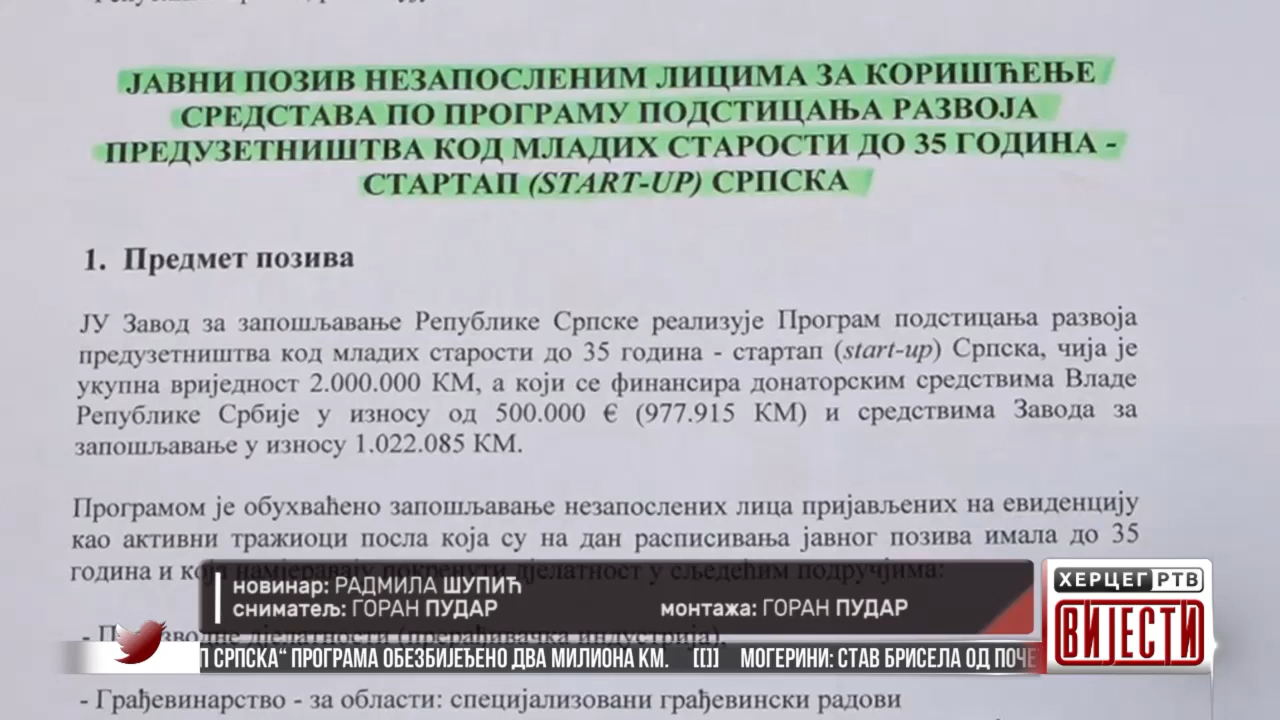 ЈАВНИ ПОЗИВ НЕЗАПОСЛЕНИМ ЛИЦИМА ЗА КОРИШЋЕЊЕ
СРЕДСТАВА ПО ПРОГРАМУ ПОДСТИЦАЊА РАЗВОЈА
ПРЕДУЗЕТНИШТВА КОД МЛАДИХ СТАРОСТИ ДО 35 ГОДИНА -
СТАРТАП (START-UP) СРПСКА
1. Предмет позива
ЈУ Завод за запошљавање Републике Српске реализује Програм подстицања развоја
предузетништва код младих старости до 35 година - стартап (start-up) Српска, чија је
укупна вриједност 2.000.000 КМ, а који се финансира донаторским средствима Владе
Републике Србије у износу од 500.000 € (977.915 КМ) и средствима Завода за
запошљавање у износу 1.022.085 КМ.
Програмом је обухваћено запошљавање незапослених лица пријављених на евиденцију
као активни тражиоци посла која су на дан расписивања јавног позива имала до 35
година и која намјеравају покренути дјелатност у сљедећим подручјима:
новинар: РАДМИЛА ШУПИЋ
сниматељ: ГОРАН ПУДАР
монтажа: ГОРАН ПУДАР
ХЕРЦЕГ РТВ
ВИЈЕСТИ
- дјелатности (прерађивачка индустрија),
П СРПСКА“ ПРОГРАМА ОБЕЗБИЈЕЂЕНО ДВА МИЛИОНА КМ. [[]] МОГЕРИНИ: СТАВ БРИСЕЛА ОД ПОЧЕ
- Грађевинарство - за области: специјализовани грађевински радови